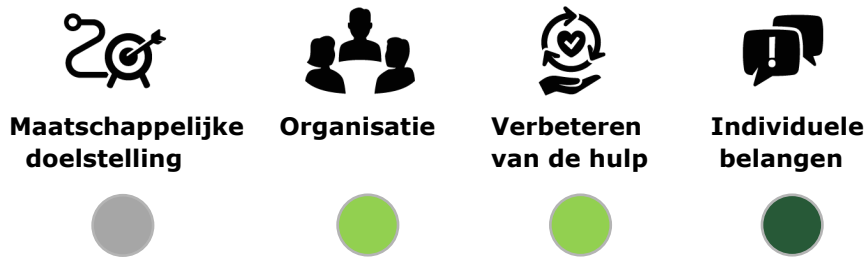 Maatschappelijke doelstelling
Organisatie
Verbeteren van de hulp
Individuele belangen